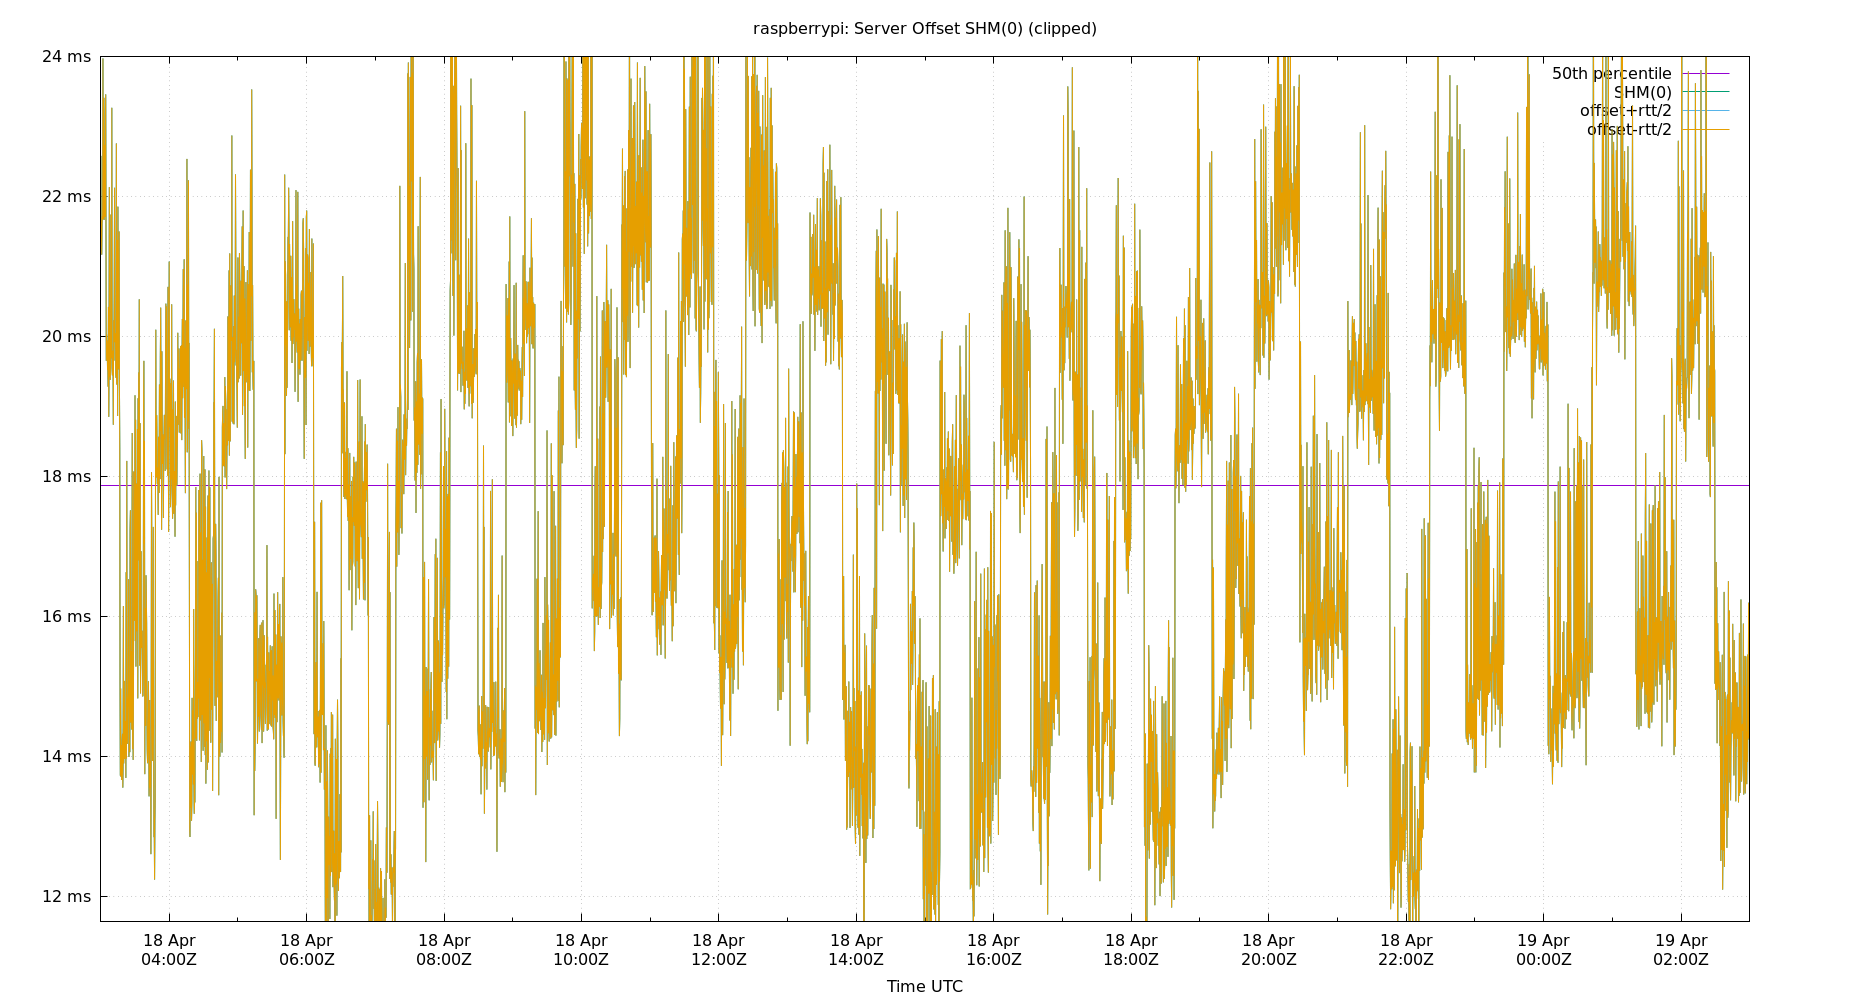 raspberrypi: Server Offset SHM(0) (clipped)
24 ms
22 ms
20 ms
18 ms
16 ms
14 ms
12 ms
50th percentile
SHM(0)
offset+rtt/2
offset-rtt/2
18 Apr 18 Apr 18 Apr 18 Apr 18 Apr 18 Apr 18 Apr 18 Apr 18 Apr 18 Apr 19 Apr 19 Apr
04:00Z 06:00Z 08:00Z 10:00Z 12:00Z 14:00Z 16:00Z 18:00Z 20:00Z 22:00Z 00:00Z 02:00Z
Time UTC